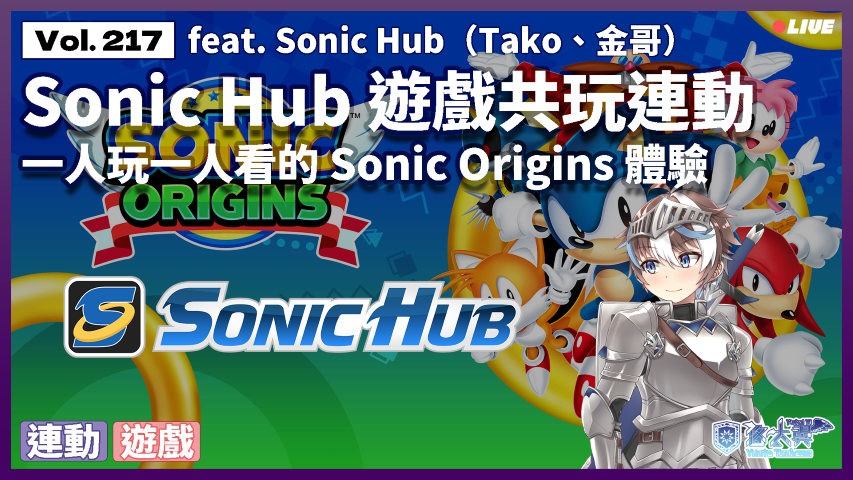 Vol. 217
feat. Sonic Hub（Tako、金哥）
LIVE
Sonic Hub 遊戲共玩連動
一人玩一人看的 Sonic Origins 體驗
SONIC
ORIGINS
TM
S SONIC HUB
連動 遊戲